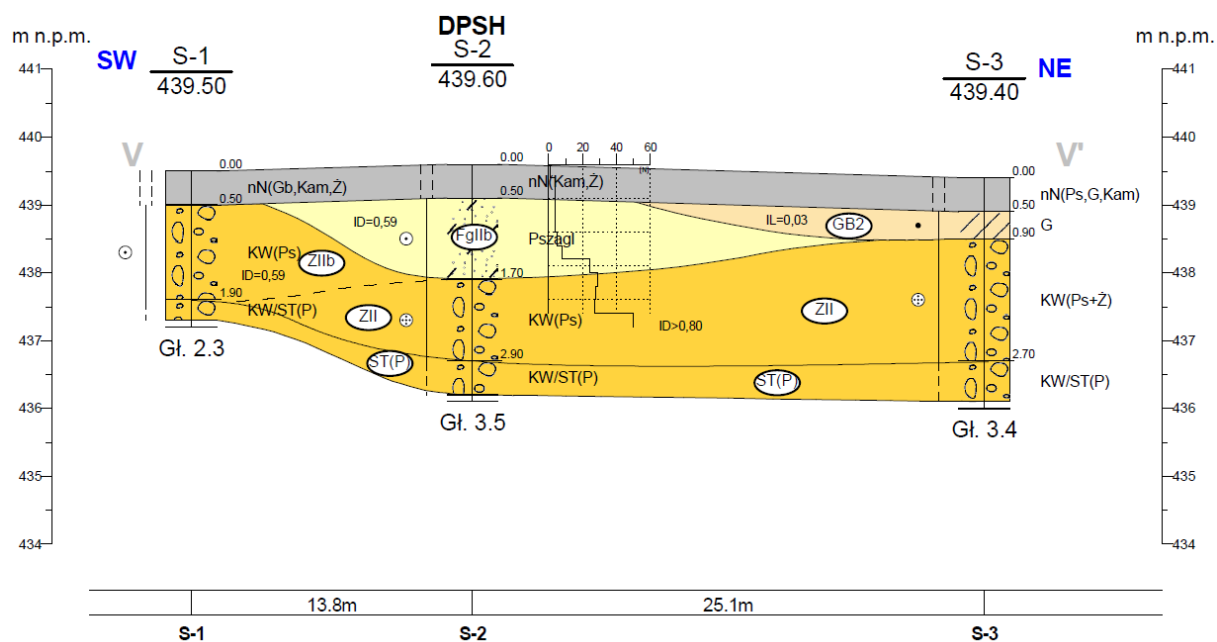 DPSH
m n.p.m.
SW
S-1
439.50
S-2
439.60
S-3
439.40
NE
m n.p.m.
441
440
439
438
437
436
435
434
441
440
439
438
437
436
435
434
V
V'
0
20
40
60
[N]
0.00
0.50
1.90
nN(Gb,Kam,Ż)
KW(Ps)
ZIIb
ID=0,59
KW/ST(P)
Gł. 2.3
ID=0,59
ZII
ST(P)
0.00
0.50
1.70
2.90
nN(Kam,Ż)
FgIIb
Pszągl
KW(Ps)
KW/ST(P)
Gł. 3.5
ID>0,80
IL=0,03
GB2
ZII
ST(P)
0.00
0.50
0.90
2.70
nN(Ps,G,Kam)
G
KW(Ps+Ż)
KW/ST(P)
Gł. 3.4
13.8m
25.1m
S-1
S-2
S-3